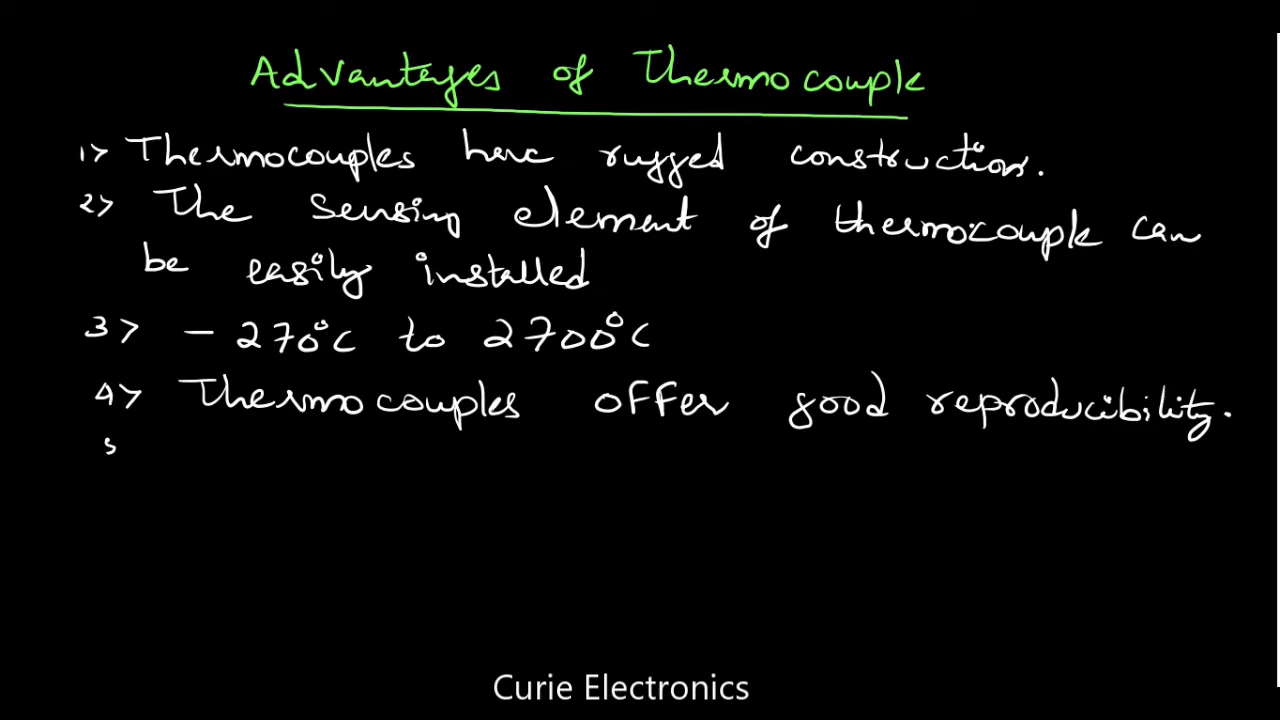 Advantages of Thermocouple
1> Thermocouples have rugged construction.
2> The sensing element of thermocouple can
be easily installed
3> - 270°C to 2700°C
4> Thermocouples offer good reproducibility.
5
Curie Electronics